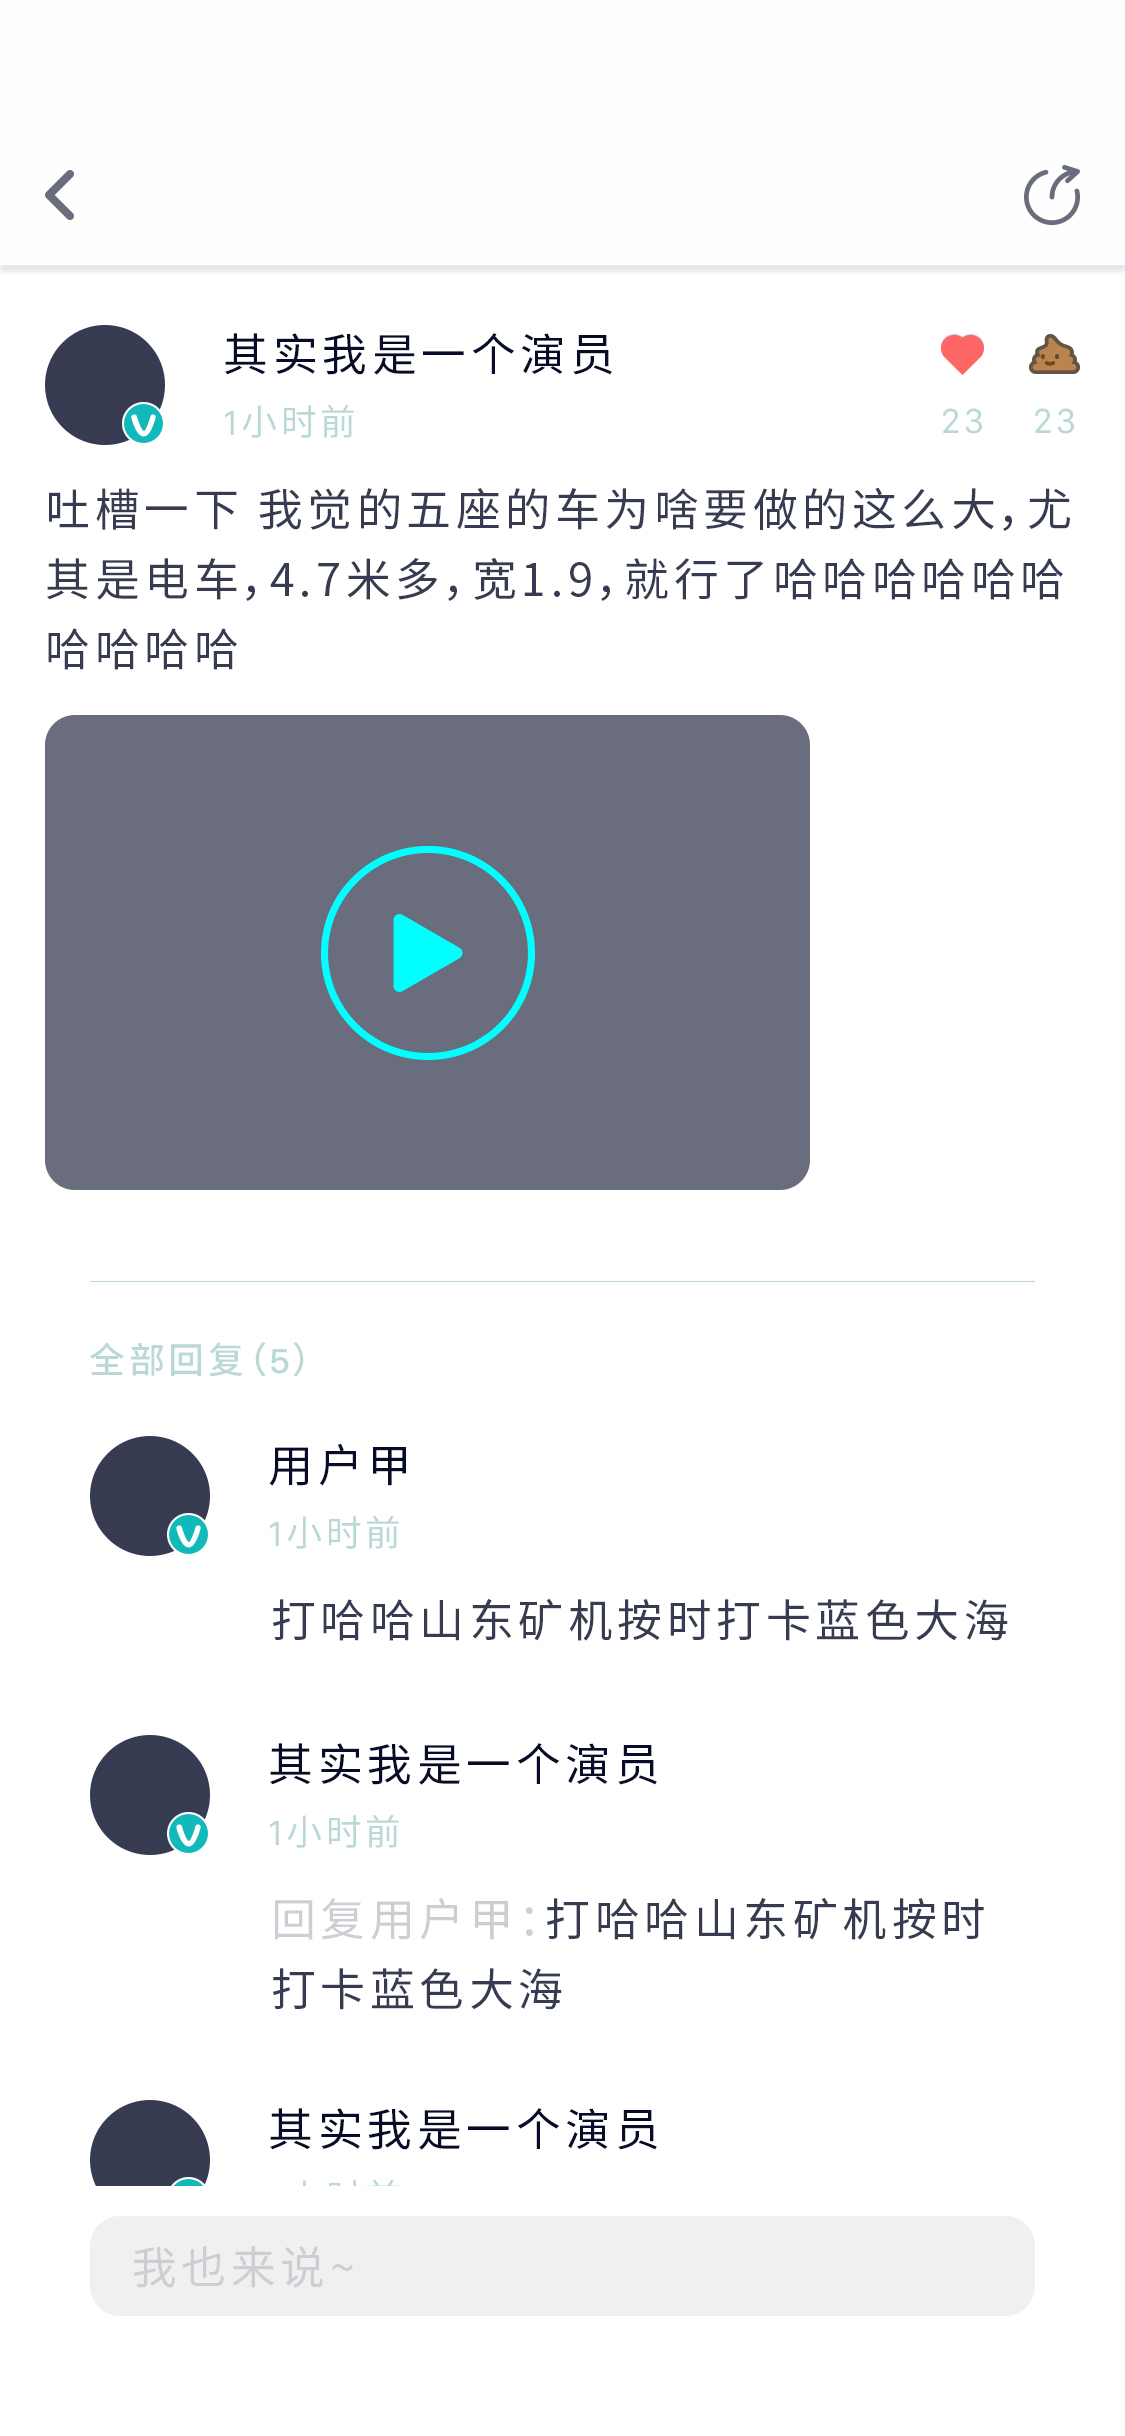 其实我是一个演员
1小时前
23
23
吐槽一下 我觉的五座的车为啥要做的这么大，尤
其是电车，4.7米多，宽1.9，就行了哈哈哈哈哈哈
哈哈哈哈
全部回复（5）
用户甲
1小时前
打哈哈山东矿机按时打卡蓝色大海
其实我是一个演员
1小时前
回复用户甲：打哈哈山东矿机按时
打卡蓝色大海
其实我是一个演员
我也来说~